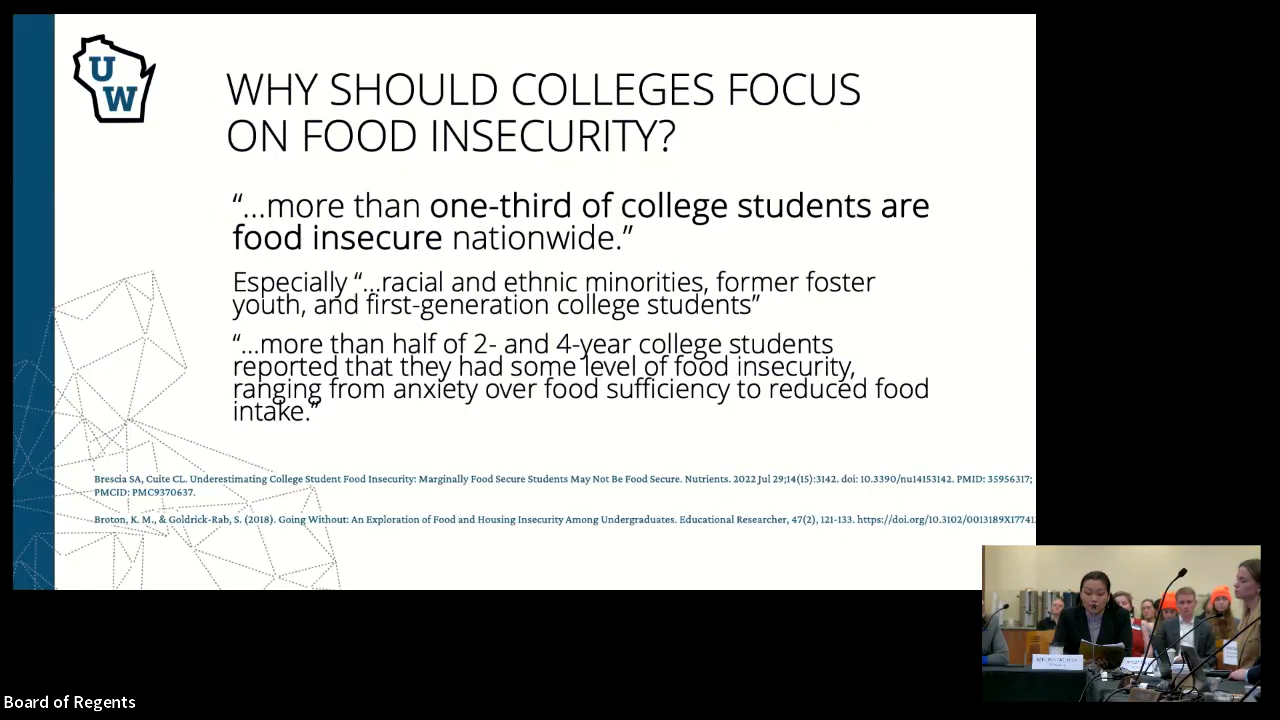 U
W
WHY SHOULD COLLEGES FOCUS
ON FOOD INSECURITY?
“...more than one-third of college students are
food insecure nationwide.”
Especially “...racial and ethnic minorities, former foster
youth, and first-generation college students”
“...more than half of 2- and 4-year college students
reported that they had some level of food insecurity,
ranging from anxiety over food sufficiency to reduced food
intake.”
Brescia SA, Cuite CL. Underestimating College Student Food Insecurity: Marginally Food Secure Students May Not Be Food Secure. Nutrients. 2022 Jul 29;14(15):3142. doi: 10.3390/nu14153142. PMID: 35956317;
PMCID: PMC9370637.
Broton, K. M., & Goldrick-Rab, S. (2018). Going Without: An Exploration of Food and Housing Insecurity Among Undergraduates. Educational Researcher, 47(2), 121-133. https://doi.org/10.3102/0013189X17741
Board of Regents